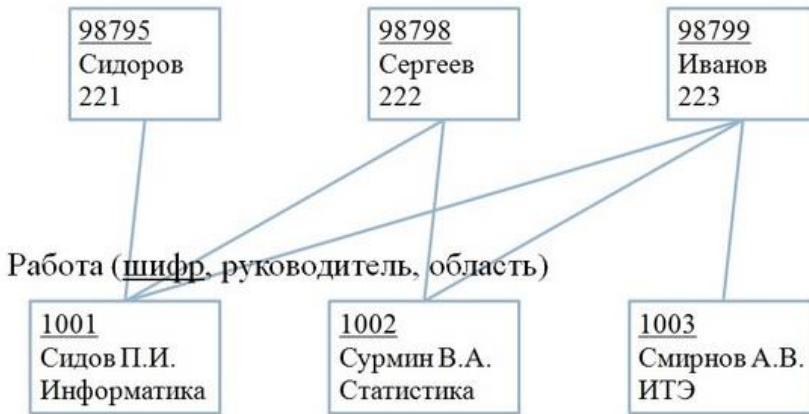 98795
Сидоров
221
98798
Сергеев
222
98799
Иванов
223
Работа (шифр, руководитель, область)
1001
Сидов П.И.
Информатика
1002
Сурмин В.А.
Статистика
1003
Смирнов А.В.
ИТЭ